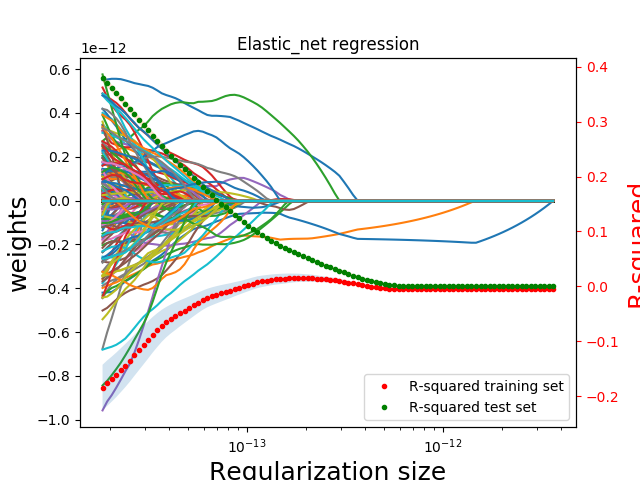 Elastic_net regression
1e−12
0.6
0.4
0.2
0.0
−0.2
−0.4
−0.6
−0.8
−1.0
weights
0.4
0.3
0.2
0.1
0.0
−0.1
−0.2
R-squared
R-squared training set
R-squared test set
10−13
10−12
Regularization size